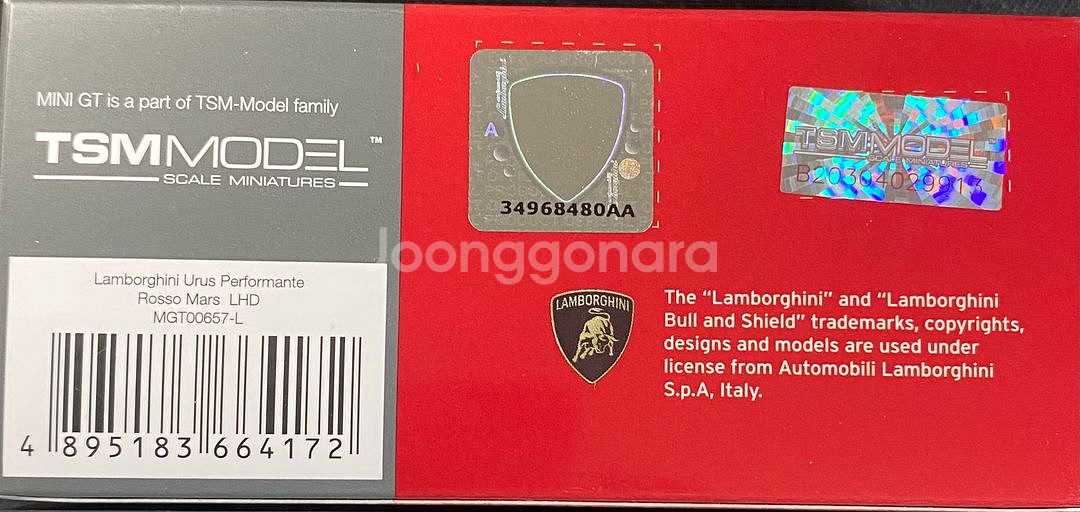 MINI GT is a part of TSM-Model family
TSMMODEL™
SCALE MINIATURES
Lamborghini Urus Performante
Rosso Mars LHD
MGT00657-L
4 895183 664172
A
34968480AA
TSMMODEL
SCALE MINIATURES
B20304029913
Joonggonara
LAMBORGHINI
The “Lamborghini” and “Lamborghini
Bull and Shield” trademarks, copyrights,
designs and models are used under
license from Automobili Lamborghini
S.p.A, Italy.